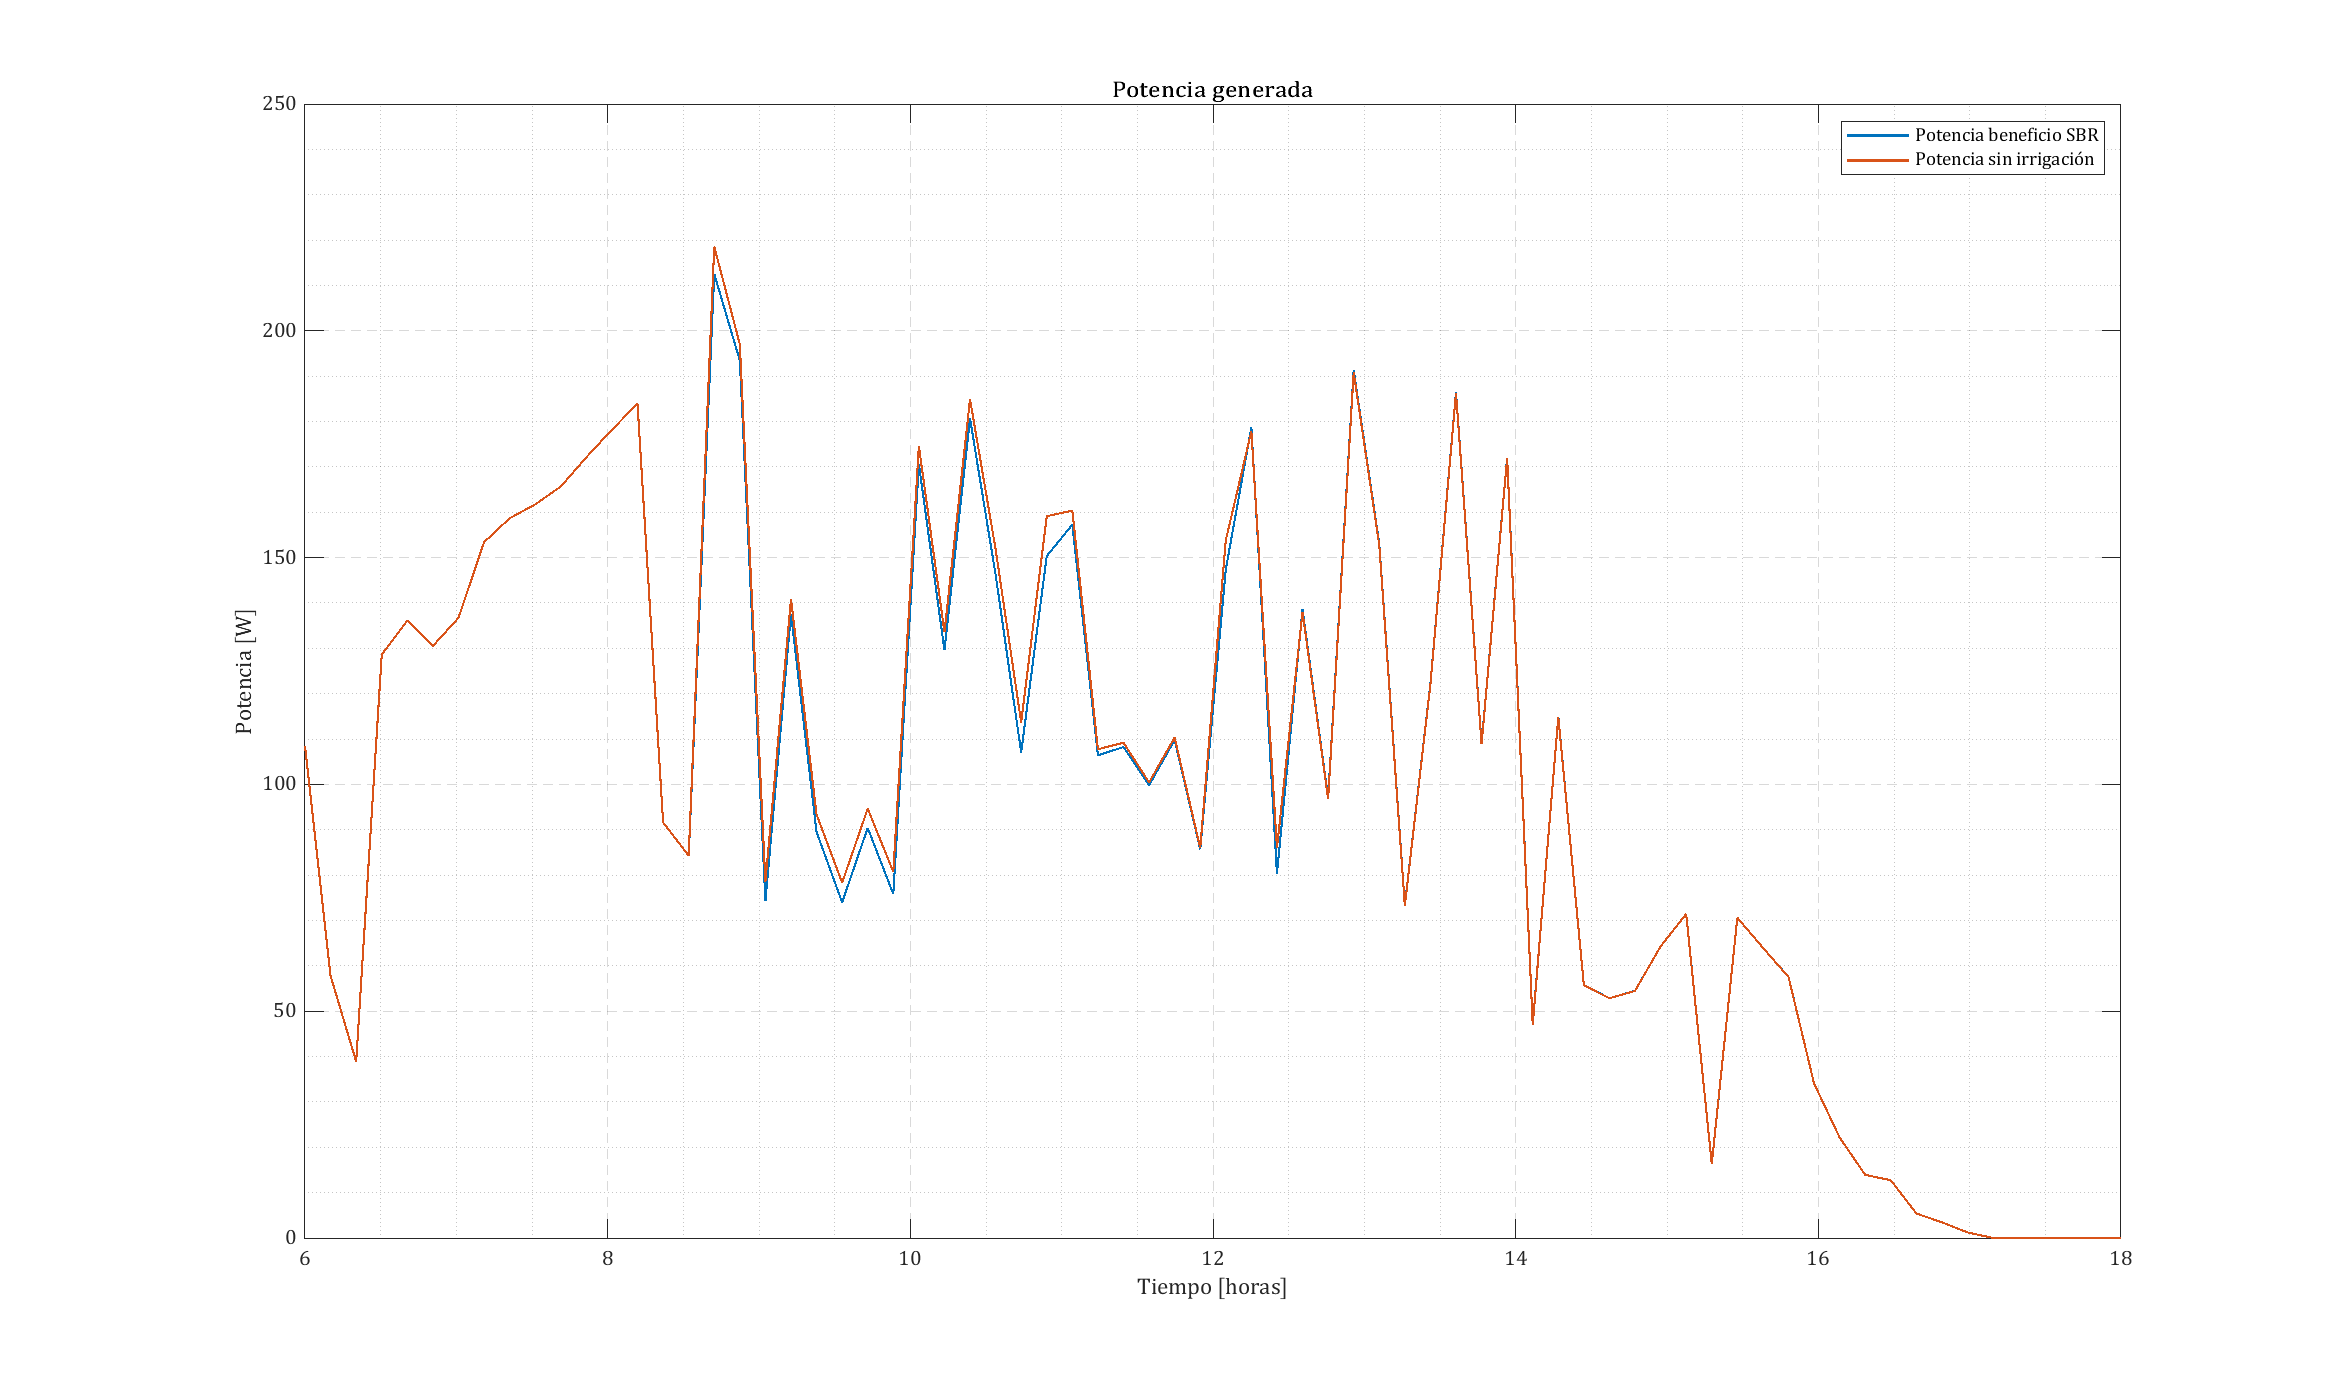 Potencia generada
250
200
150
100
50
0
Potencia [W]
Potencia beneficio SBR
Potencia sin irrigación
6 8 10 12 14 16 18
Tiempo [horas]